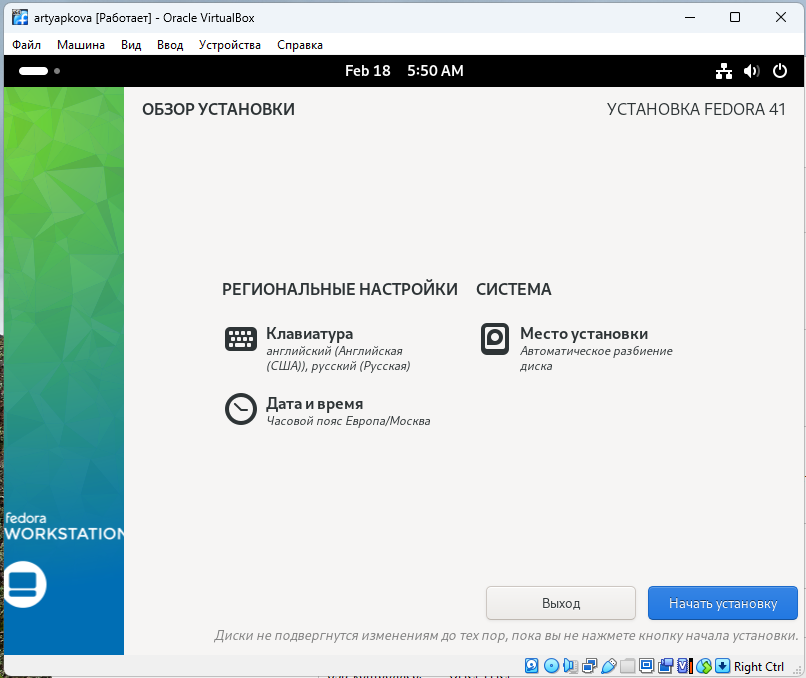 artyapkova [Работает] - Oracle VirtualBox
Файл Машина Вид Ввод Устройства Справка
Feb 18 5:50 AM
ОБЗОР УСТАНОВКИ
УСТАНОВКА FEDORA 41
РЕГИОНАЛЬНЫЕ НАСТРОЙКИ
Клавиатура
английский (Английская
(США)), русский (Русская)
Дата и время
Часовой пояс Европа/Москва
СИСТЕМА
Место установки
Автоматическое разбиение
диска
fedora
WORKSTATION
Выход
Начать установку
Диски не подвергнутся изменениям до тех пор, пока вы не нажмете кнопку начала установки.
Right Ctrl